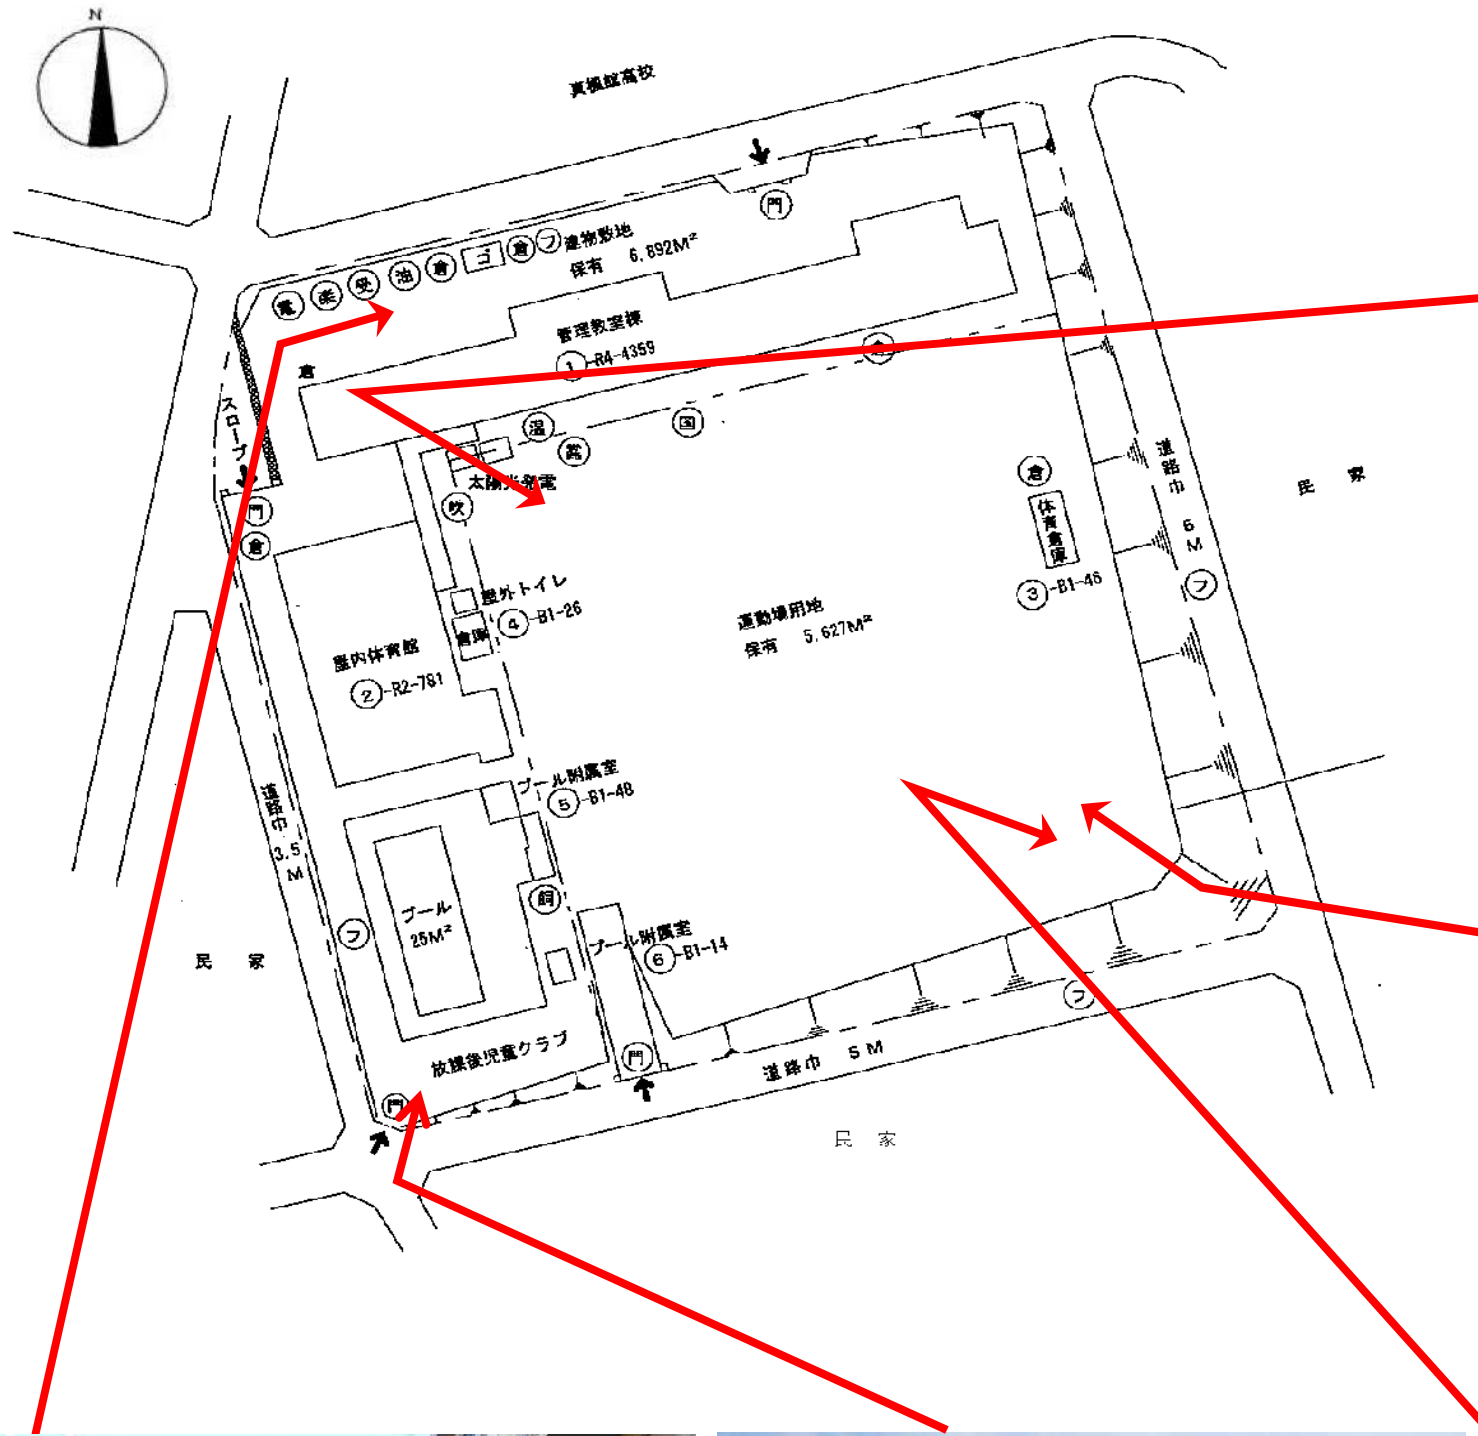 N
真颯館高校
門
電 楽 受 油 倉 ゴ 倉 フ
建物敷地
保有 6,892M²
管理教室棟
①-R4-4359
倉
スロープ
門
倉
温
国
太陽光発電
吹
倉
体育倉庫
③-B1-46
道路巾 6M
フ
民 家
屋外トイレ
④-B1-26
倉庫
運動場用地
保有 5,627M²
屋内体育館
②-R2-781
プール附属室
⑤-B1-48
道路巾 3.5M
プール
25M²
フ
飼
プール附属室
⑥-B1-14
民 家
フ
放課後児童クラブ
門
門
道路巾 5M
民 家